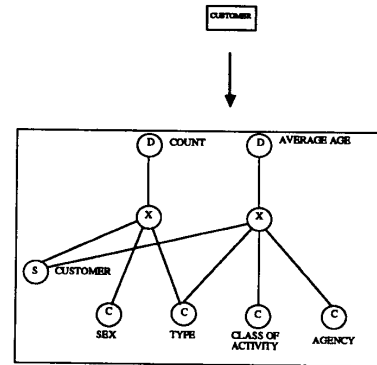 CUSTOMER
D COUNT D AVERAGE AGE
X X
S CUSTOMER
C C C C
SEX TYPE CLASS OF AGENCY
ACTIVITY